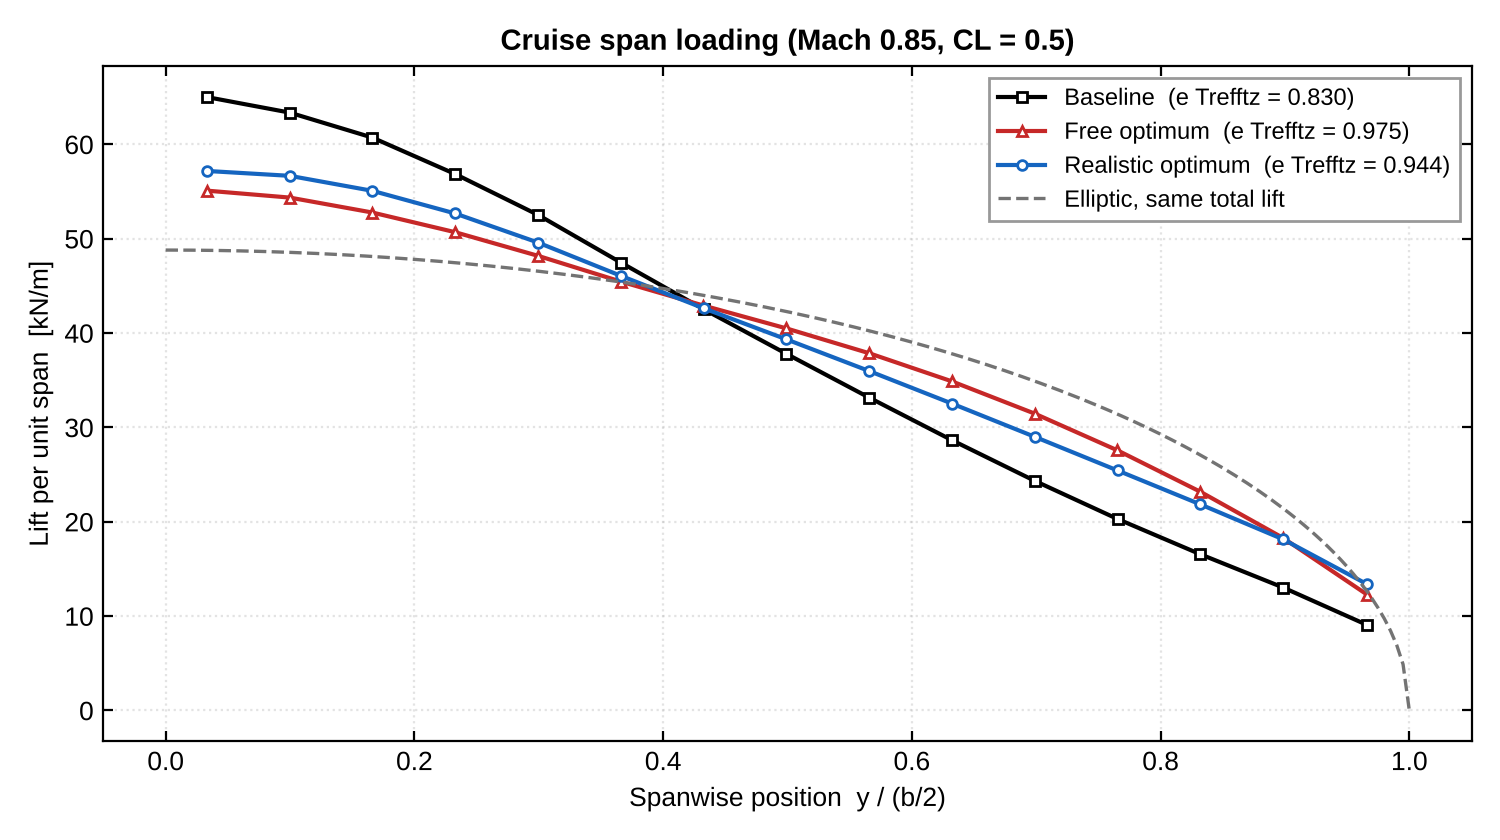 Cruise span loading (Mach 0.85, CL = 0.5)
Baseline (e Trefftz = 0.830)
Free optimum (e Trefftz = 0.975)
Realistic optimum (e Trefftz = 0.944)
Elliptic, same total lift
Lift per unit span [kN/m]
60
50
40
30
20
10
0
0.0 0.2 0.4 0.6 0.8 1.0
Spanwise position y / (b/2)